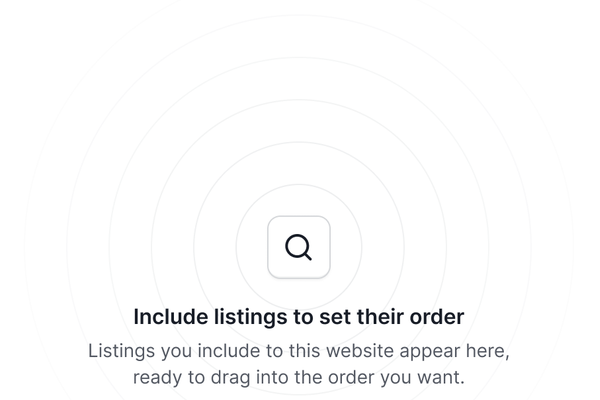 Include listings to set their order
Listings you include to this website appear here,
ready to drag into the order you want.